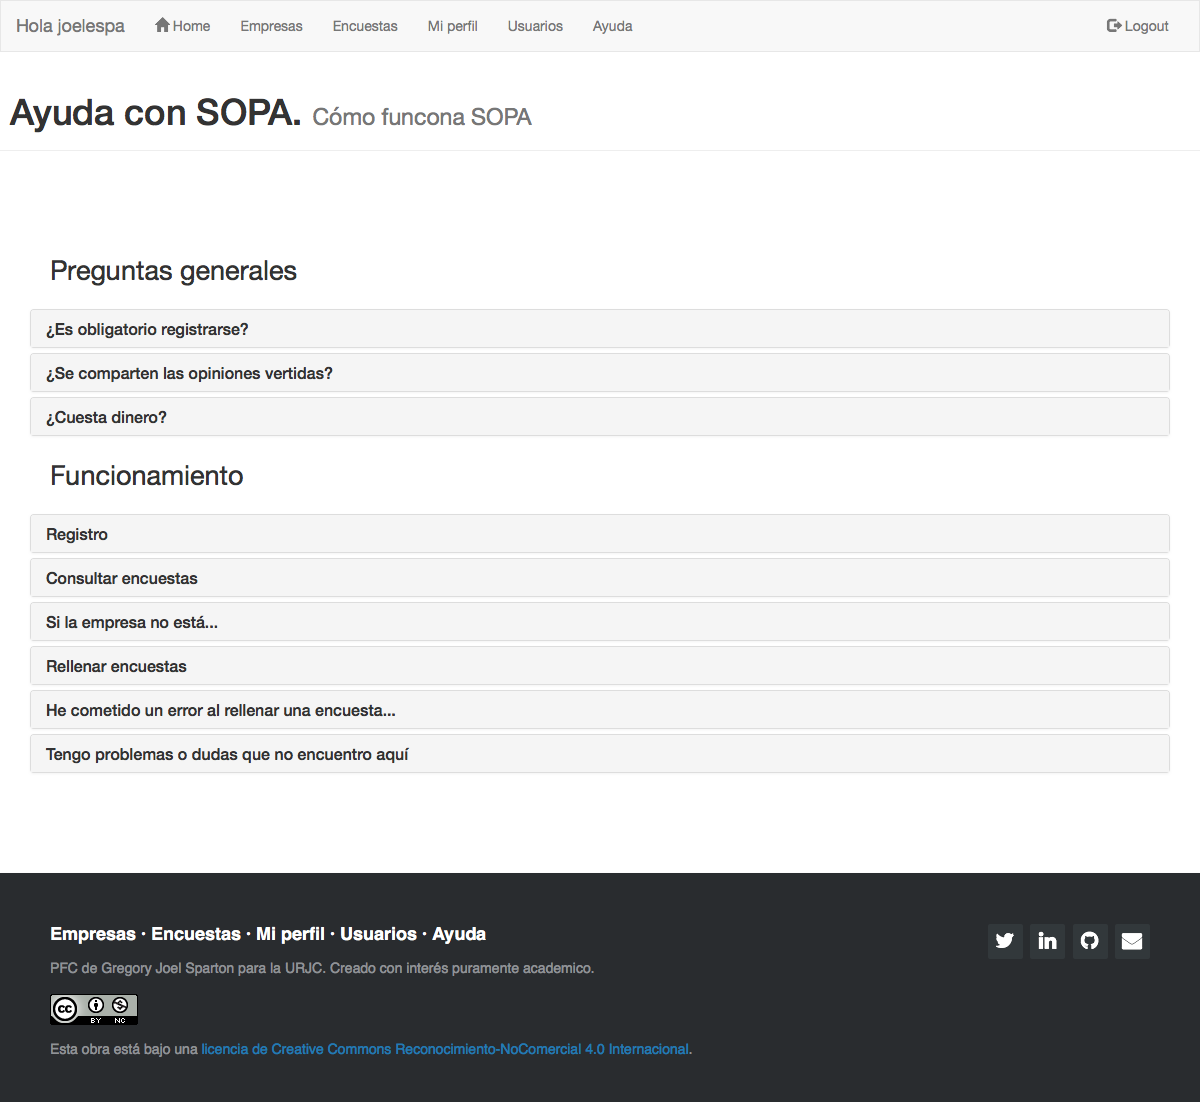 Hola joelespa Home Empresas Encuestas Mi perfil Usuarios Ayuda Logout
Ayuda con SOPA. Cómo funcona SOPA
Preguntas generales
¿Es obligatorio registrarse?
¿Se comparten las opiniones vertidas?
¿Cuesta dinero?
Funcionamiento
Registro
Consultar encuestas
Si la empresa no está...
Rellenar encuestas
He cometido un error al rellenar una encuesta...
Tengo problemas o dudas que no encuentro aquí
Empresas · Encuestas · Mi perfil · Usuarios · Ayuda
PFC de Gregory Joel Sparton para la URJC. Creado con interés puramente academico.
cc BY NC
Esta obra está bajo una licencia de Creative Commons Reconocimiento-NoComercial 4.0 Internacional.